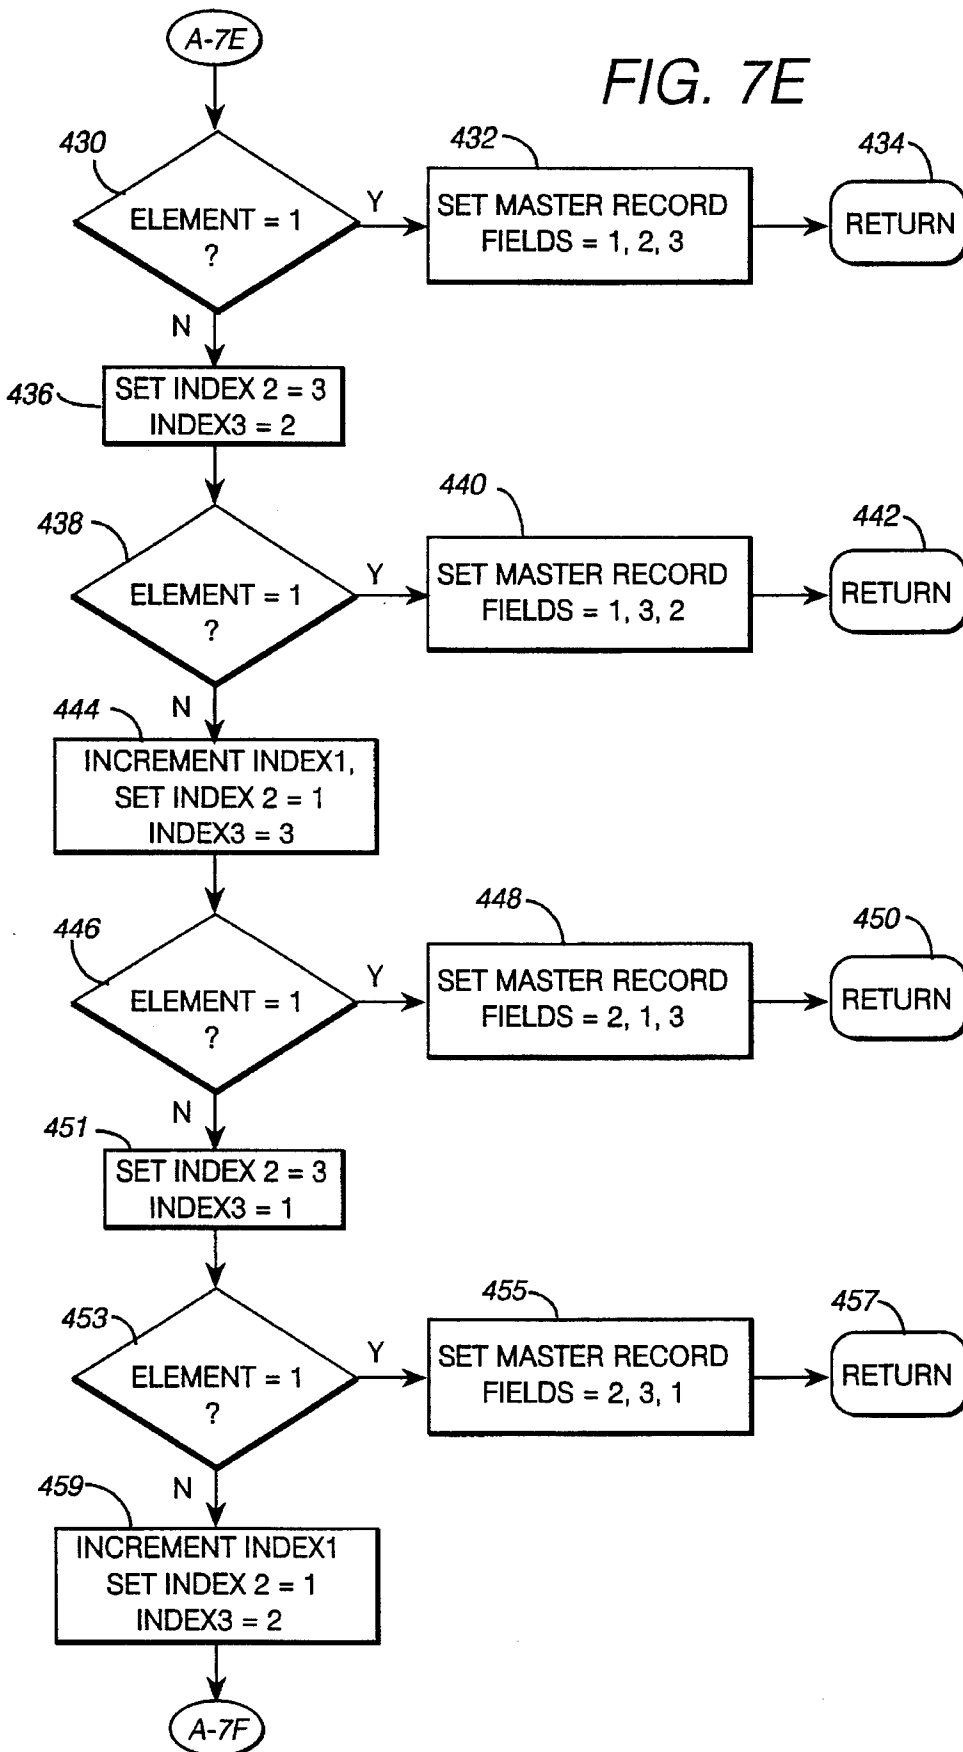 A-7E
FIG. 7E
430
ELEMENT = 1
?
Y
432
SET MASTER RECORD
FIELDS = 1, 2, 3
434
RETURN
N
436
SET INDEX 2 = 3
INDEX3 = 2
438
ELEMENT = 1
?
Y
440
SET MASTER RECORD
FIELDS = 1, 3, 2
442
RETURN
N
444
INCREMENT INDEX1,
SET INDEX 2 = 1
INDEX3 = 3
446
ELEMENT = 1
?
Y
448
SET MASTER RECORD
FIELDS = 2, 1, 3
450
RETURN
N
451
SET INDEX 2 = 3
INDEX3 = 1
453
ELEMENT = 1
?
Y
455
SET MASTER RECORD
FIELDS = 2, 3, 1
457
RETURN
N
459
INCREMENT INDEX1
SET INDEX 2 = 1
INDEX3 = 2
A-7F